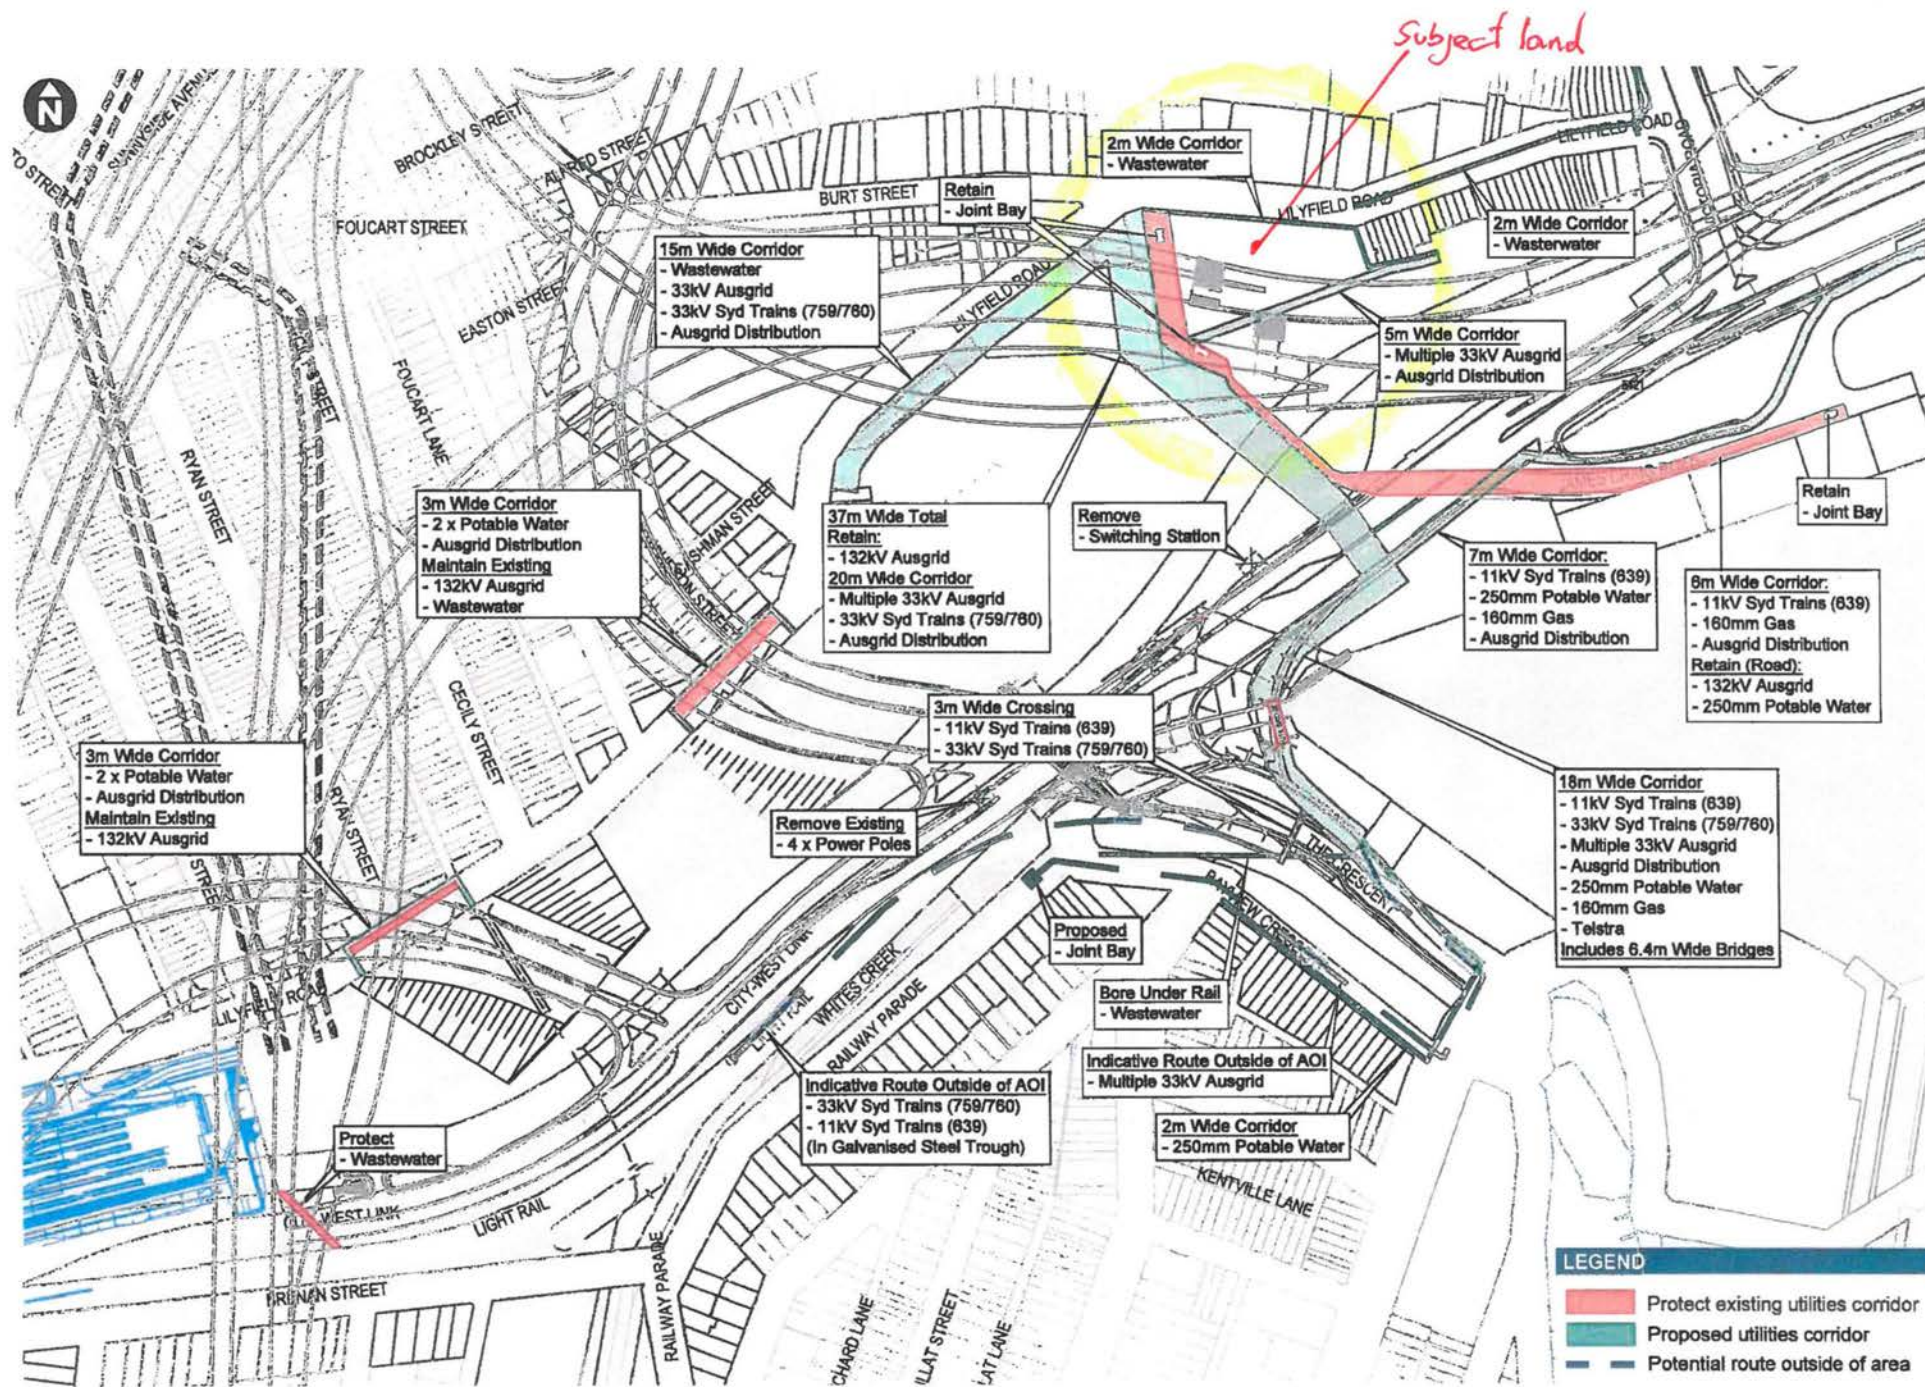 Subject land
N
SUNNYSIDE AVENUE
BROCKLEY STREET
ALFRED STREET
FOUCART STREET
BURT STREET
EASTON STREET
LILYFIELD ROAD
LILYFIELD ROAD
LILYFIELD ROAD
2m Wide Corridor
- Wastewater
Retain
- Joint Bay
2m Wide Corridor
- Wasterwater
15m Wide Corridor
- Wastewater
- 33kV Ausgrid
- 33kV Syd Trains (759/760)
- Ausgrid Distribution
5m Wide Corridor
- Multiple 33kV Ausgrid
- Ausgrid Distribution
FOUCART LANE
RYAN STREET
3m Wide Corridor
- 2 x Potable Water
- Ausgrid Distribution
Maintain Existing
- 132kV Ausgrid
- Wastewater
37m Wide Total
Retain:
- 132kV Ausgrid
20m Wide Corridor
- Multiple 33kV Ausgrid
- 33kV Syd Trains (759/760)
- Ausgrid Distribution
Remove
- Switching Station
Retain
- Joint Bay
7m Wide Corridor:
- 11kV Syd Trains (639)
- 250mm Potable Water
- 160mm Gas
- Ausgrid Distribution
6m Wide Corridor:
- 11kV Syd Trains (639)
- 160mm Gas
- Ausgrid Distribution
Retain (Road):
- 132kV Ausgrid
- 250mm Potable Water
CECILY STREET
3m Wide Crossing
- 11kV Syd Trains (639)
- 33kV Syd Trains (759/760)
3m Wide Corridor
- 2 x Potable Water
- Ausgrid Distribution
Maintain Existing
- 132kV Ausgrid
RYAN STREET
STREET
Remove Existing
- 4 x Power Poles
18m Wide Corridor
- 11kV Syd Trains (639)
- 33kV Syd Trains (759/760)
- Multiple 33kV Ausgrid
- Ausgrid Distribution
- 250mm Potable Water
- 160mm Gas
- Telstra
Includes 6.4m Wide Bridges
THE CRESCENT
Proposed
- Joint Bay
CITY-WEST LINK
WHITES CREEK
RAILWAY PARADE
Bore Under Rail
- Wastewater
Indicative Route Outside of AOI
- Multiple 33kV Ausgrid
Indicative Route Outside of AOI
- 33kV Syd Trains (759/760)
- 11kV Syd Trains (639)
(In Galvanised Steel Trough)
2m Wide Corridor
- 250mm Potable Water
Protect
- Wastewater
WEST LINK
LIGHT RAIL
KENTVILLE LANE
RAILWAY PARADE
LEGEND
Protect existing utilities corridor
Proposed utilities corridor
Potential route outside of area